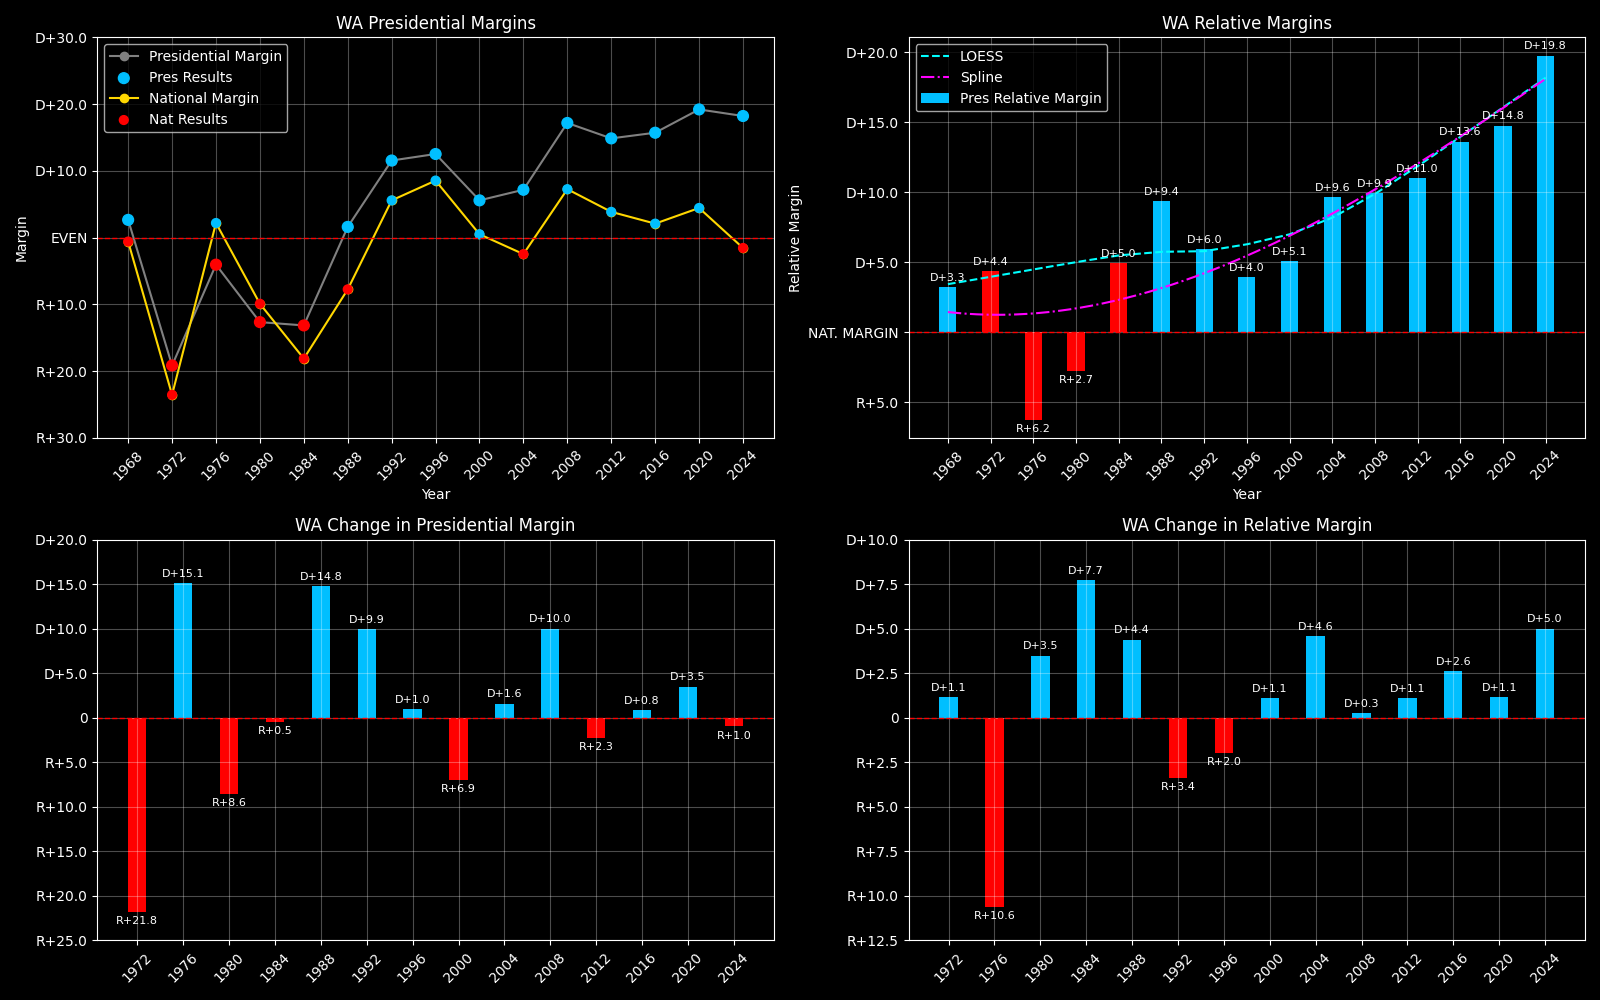 WA Presidential Margins
D+30.0
D+20.0
D+10.0
EVEN
R+10.0
R+20.0
R+30.0
Margin
Presidential Margin
Pres Results
National Margin
Nat Results
1968 1972 1976 1980 1984 1988 1992 1996 2000 2004 2008 2012 2016 2020 2024
Year
WA Relative Margins
D+20.0
D+15.0
D+10.0
D+5.0
NAT. MARGIN
R+5.0
Relative Margin
LOESS
Spline
Pres Relative Margin
D+3.3 D+4.4 R+6.2 R+2.7 D+5.0 D+9.4 D+6.0 D+4.0 D+5.1 D+9.6 D+9.9 D+11.0 D+13.6 D+14.8 D+19.8
1968 1972 1976 1980 1984 1988 1992 1996 2000 2004 2008 2012 2016 2020 2024
Year
WA Change in Presidential Margin
D+20.0
D+15.0
D+10.0
D+5.0
0
R+5.0
R+10.0
R+15.0
R+20.0
R+25.0
R+21.8 D+15.1 R+8.6 R+0.5 D+14.8 D+9.9 D+1.0 R+6.9 D+1.6 D+10.0 R+2.3 D+0.8 D+3.5 R+1.0
1972 1976 1980 1984 1988 1992 1996 2000 2004 2008 2012 2016 2020 2024
WA Change in Relative Margin
D+10.0
D+7.5
D+5.0
D+2.5
0
R+2.5
R+5.0
R+7.5
R+10.0
R+12.5
D+1.1 R+10.6 D+3.5 D+7.7 D+4.4 R+3.4 R+2.0 D+1.1 D+4.6 D+0.3 D+1.1 D+2.6 D+1.1 D+5.0
1972 1976 1980 1984 1988 1992 1996 2000 2004 2008 2012 2016 2020 2024